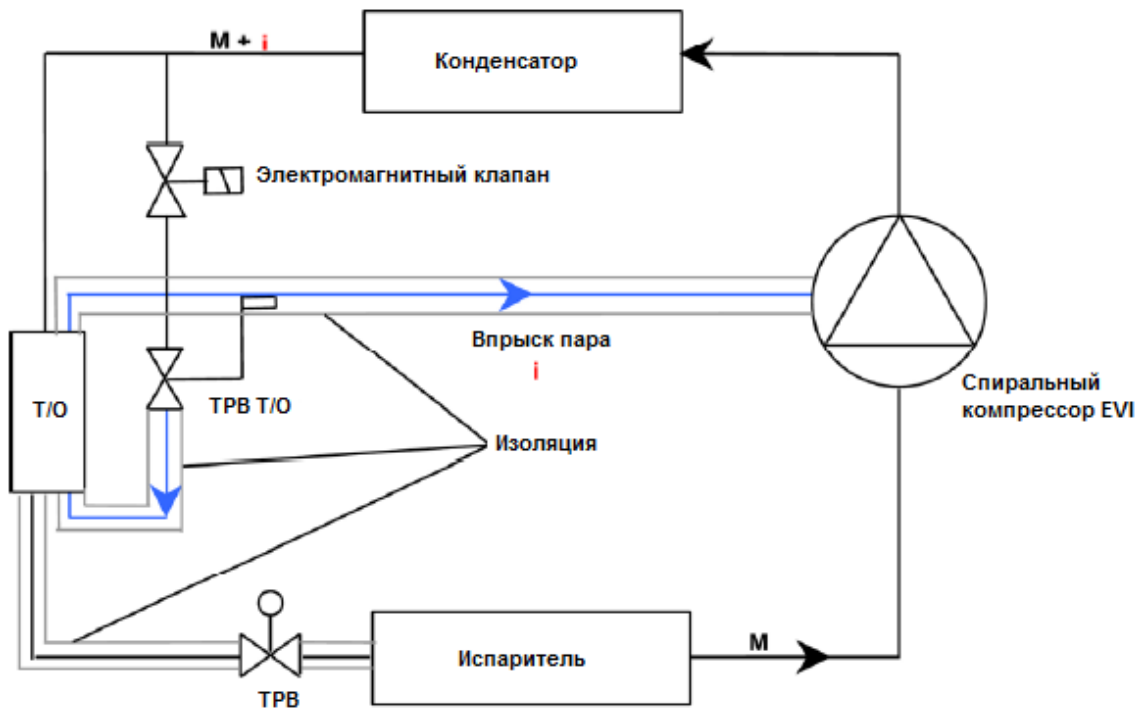 M + i
Конденсатор
Электромагнитный клапан
Впрыск пара
i
Спиральный
компрессор EVI
Т/О
ТРВ Т/О
Изоляция
M
Испаритель
ТРВ